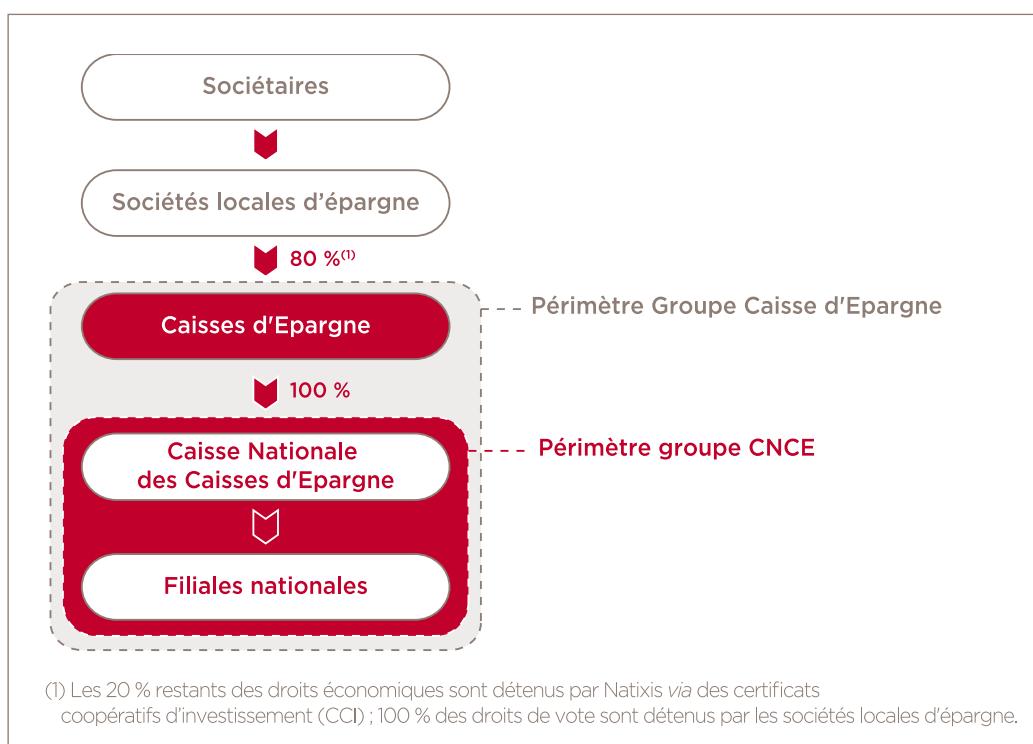 Sociétaires
Sociétés locales d'épargne
80 %(1)
Caisses d'Epargne
Périmètre Groupe Caisse d'Epargne
100 %
Caisse Nationale
des Caisses d'Epargne
Périmètre groupe CNCE
Filiales nationales
(1) Les 20 % restants des droits économiques sont détenus par Natixis via des certificats
coopératifs d'investissement (CCI) ; 100 % des droits de vote sont détenus par les sociétés locales d'épargne.